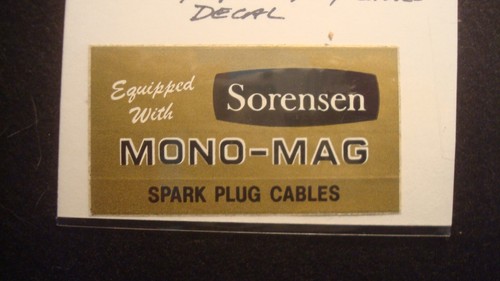 DECAL
Equipped
With
Sorensen
MONO-MAG
SPARK PLUG CABLES